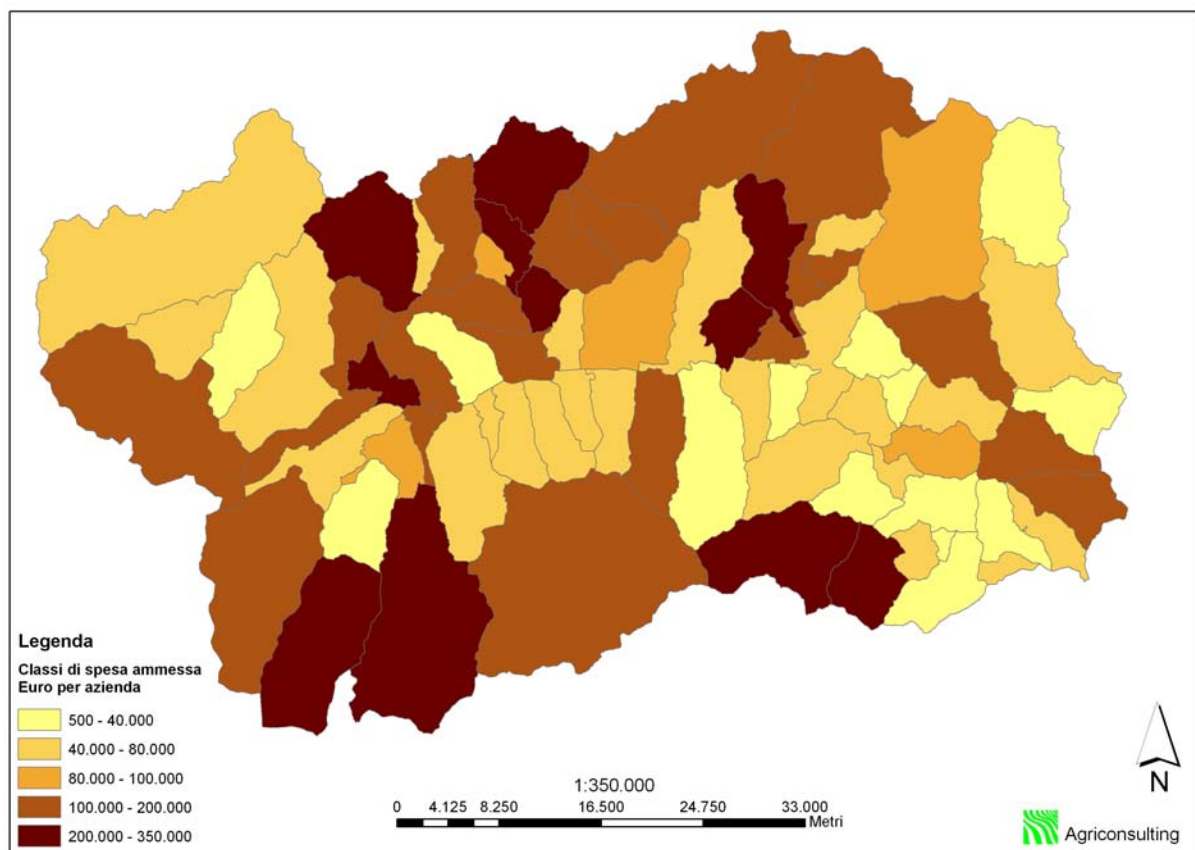 Legenda
Classi di spesa ammessa
Euro per azienda
500 - 40.000
40.000 - 80.000
80.000 - 100.000
100.000 - 200.000
200.000 - 350.000
1:350.000
0 4.125 8.250 16.500 24.750 33.000
Metri
N
Agriconsulting